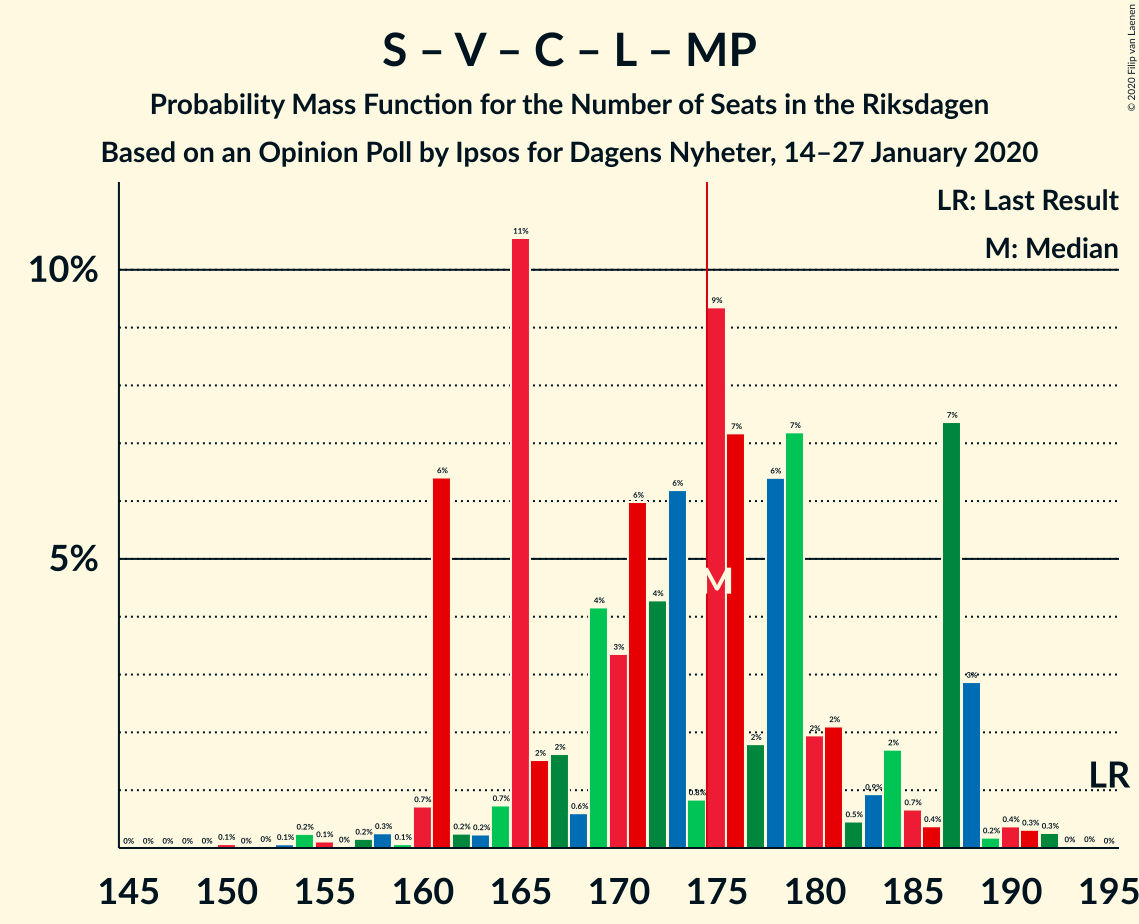 S – V – C – L – MP
Probability Mass Function for the Number of Seats in the Riksdagen
Based on an Opinion Poll by Ipsos for Dagens Nyheter, 14–27 January 2020
© 2020 Filip van Laenen
LR: Last Result
M: Median
10%
5%
0% 0% 0% 0% 0% 0.1% 0% 0% 0.1% 0.2% 0.1% 0% 0.2% 0.3% 0.1% 0.7% 6% 0.2% 0.2% 0.7% 11% 2% 2% 0.6% 4% 3% 6% 4% 6% 0.8% 9% 7% 2% 6% 7% 2% 2% 0.5% 0.9% 2% 0.7% 0.4% 7% 3% 0.2% 0.4% 0.3% 0.3% 0% 0% 0%
M
LR
145 150 155 160 165 170 175 180 185 190 195